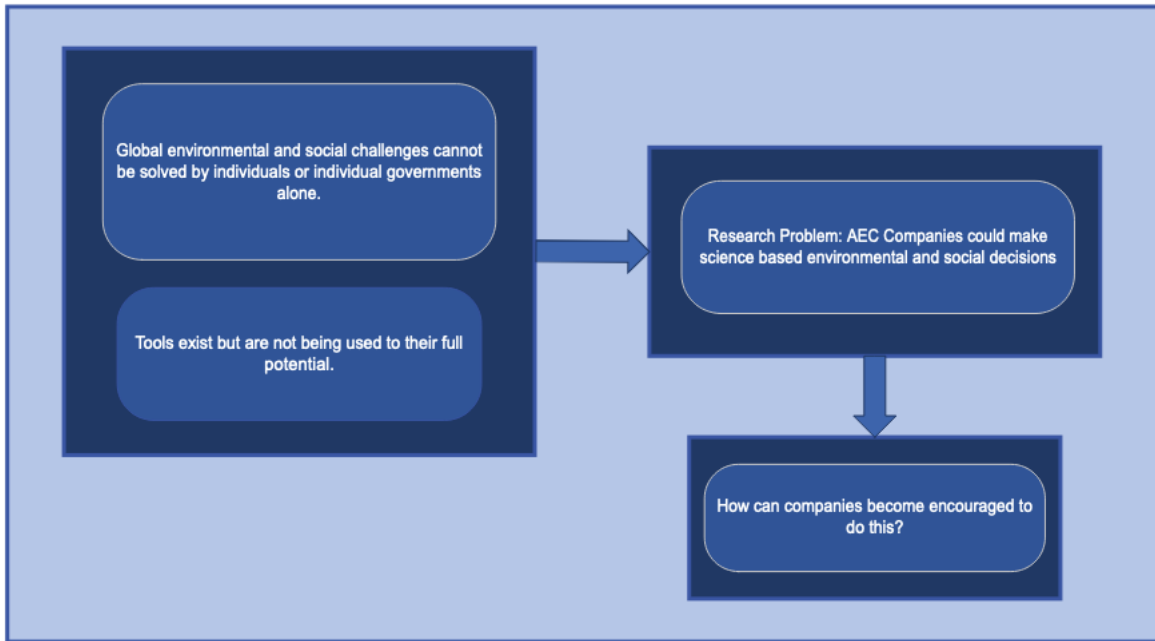 Global environmental and social challenges cannot
be solved by individuals or individual governments
alone.
Tools exist but are not being used to their full
potential.
Research Problem: AEC Companies could make
science based environmental and social decisions
How can companies become encouraged to
do this?